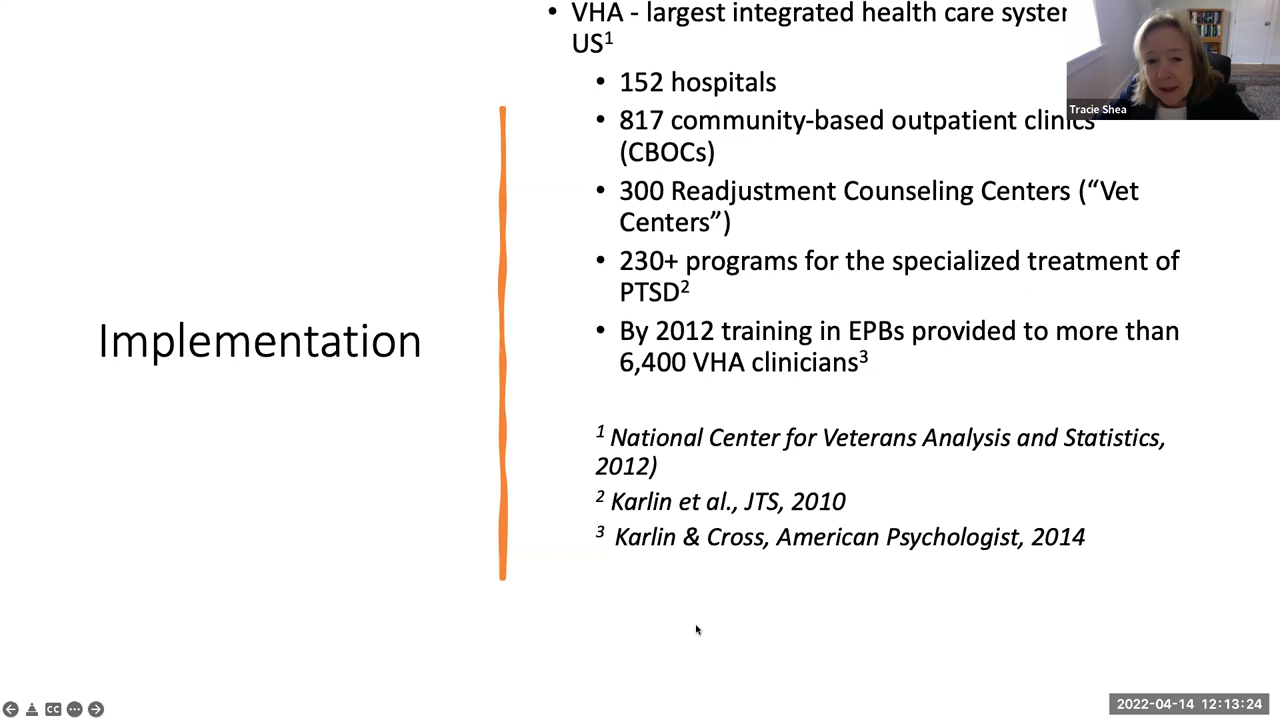 • VHA - largest integrated health care
US¹
• 152 hospitals
Tracie Shea
• 817 community-based outpatient clinics
(CBOCs)
• 300 Readjustment Counseling Centers (“Vet
Centers”)
• 230+ programs for the specialized treatment of
PTSD²
• By 2012 training in EPBs provided to more than
6,400 VHA clinicians³
Implementation
¹ National Center for Veterans Analysis and Statistics,
2012)
² Karlin et al., JTS, 2010
³ Karlin & Cross, American Psychologist, 2014
CC
2022-04-14 12:13:24